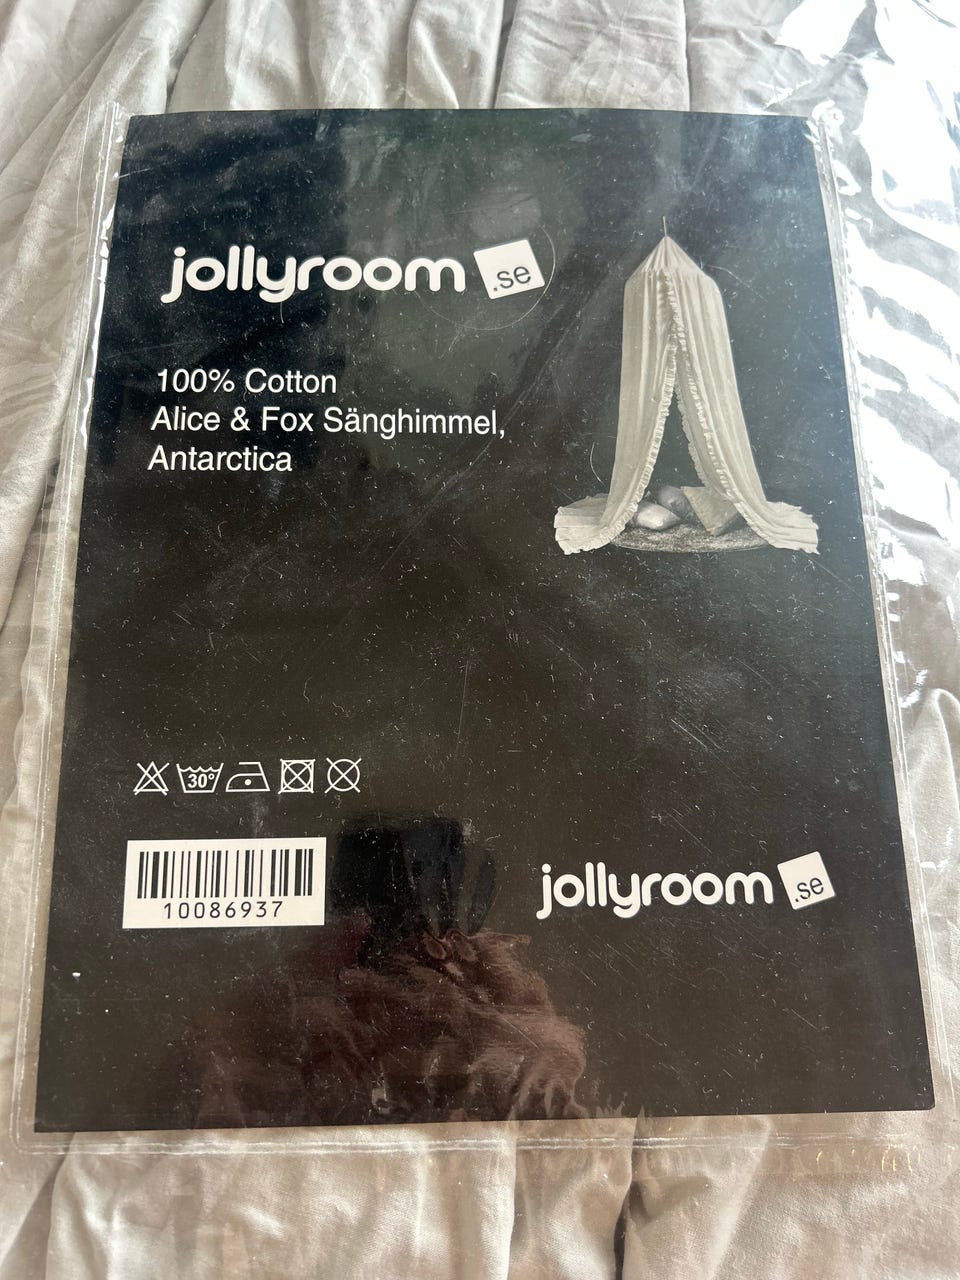 jollyroom .se
100% Cotton
Alice & Fox Sänghimmel,
Antarctica
30°
10086937
jollyroom .se